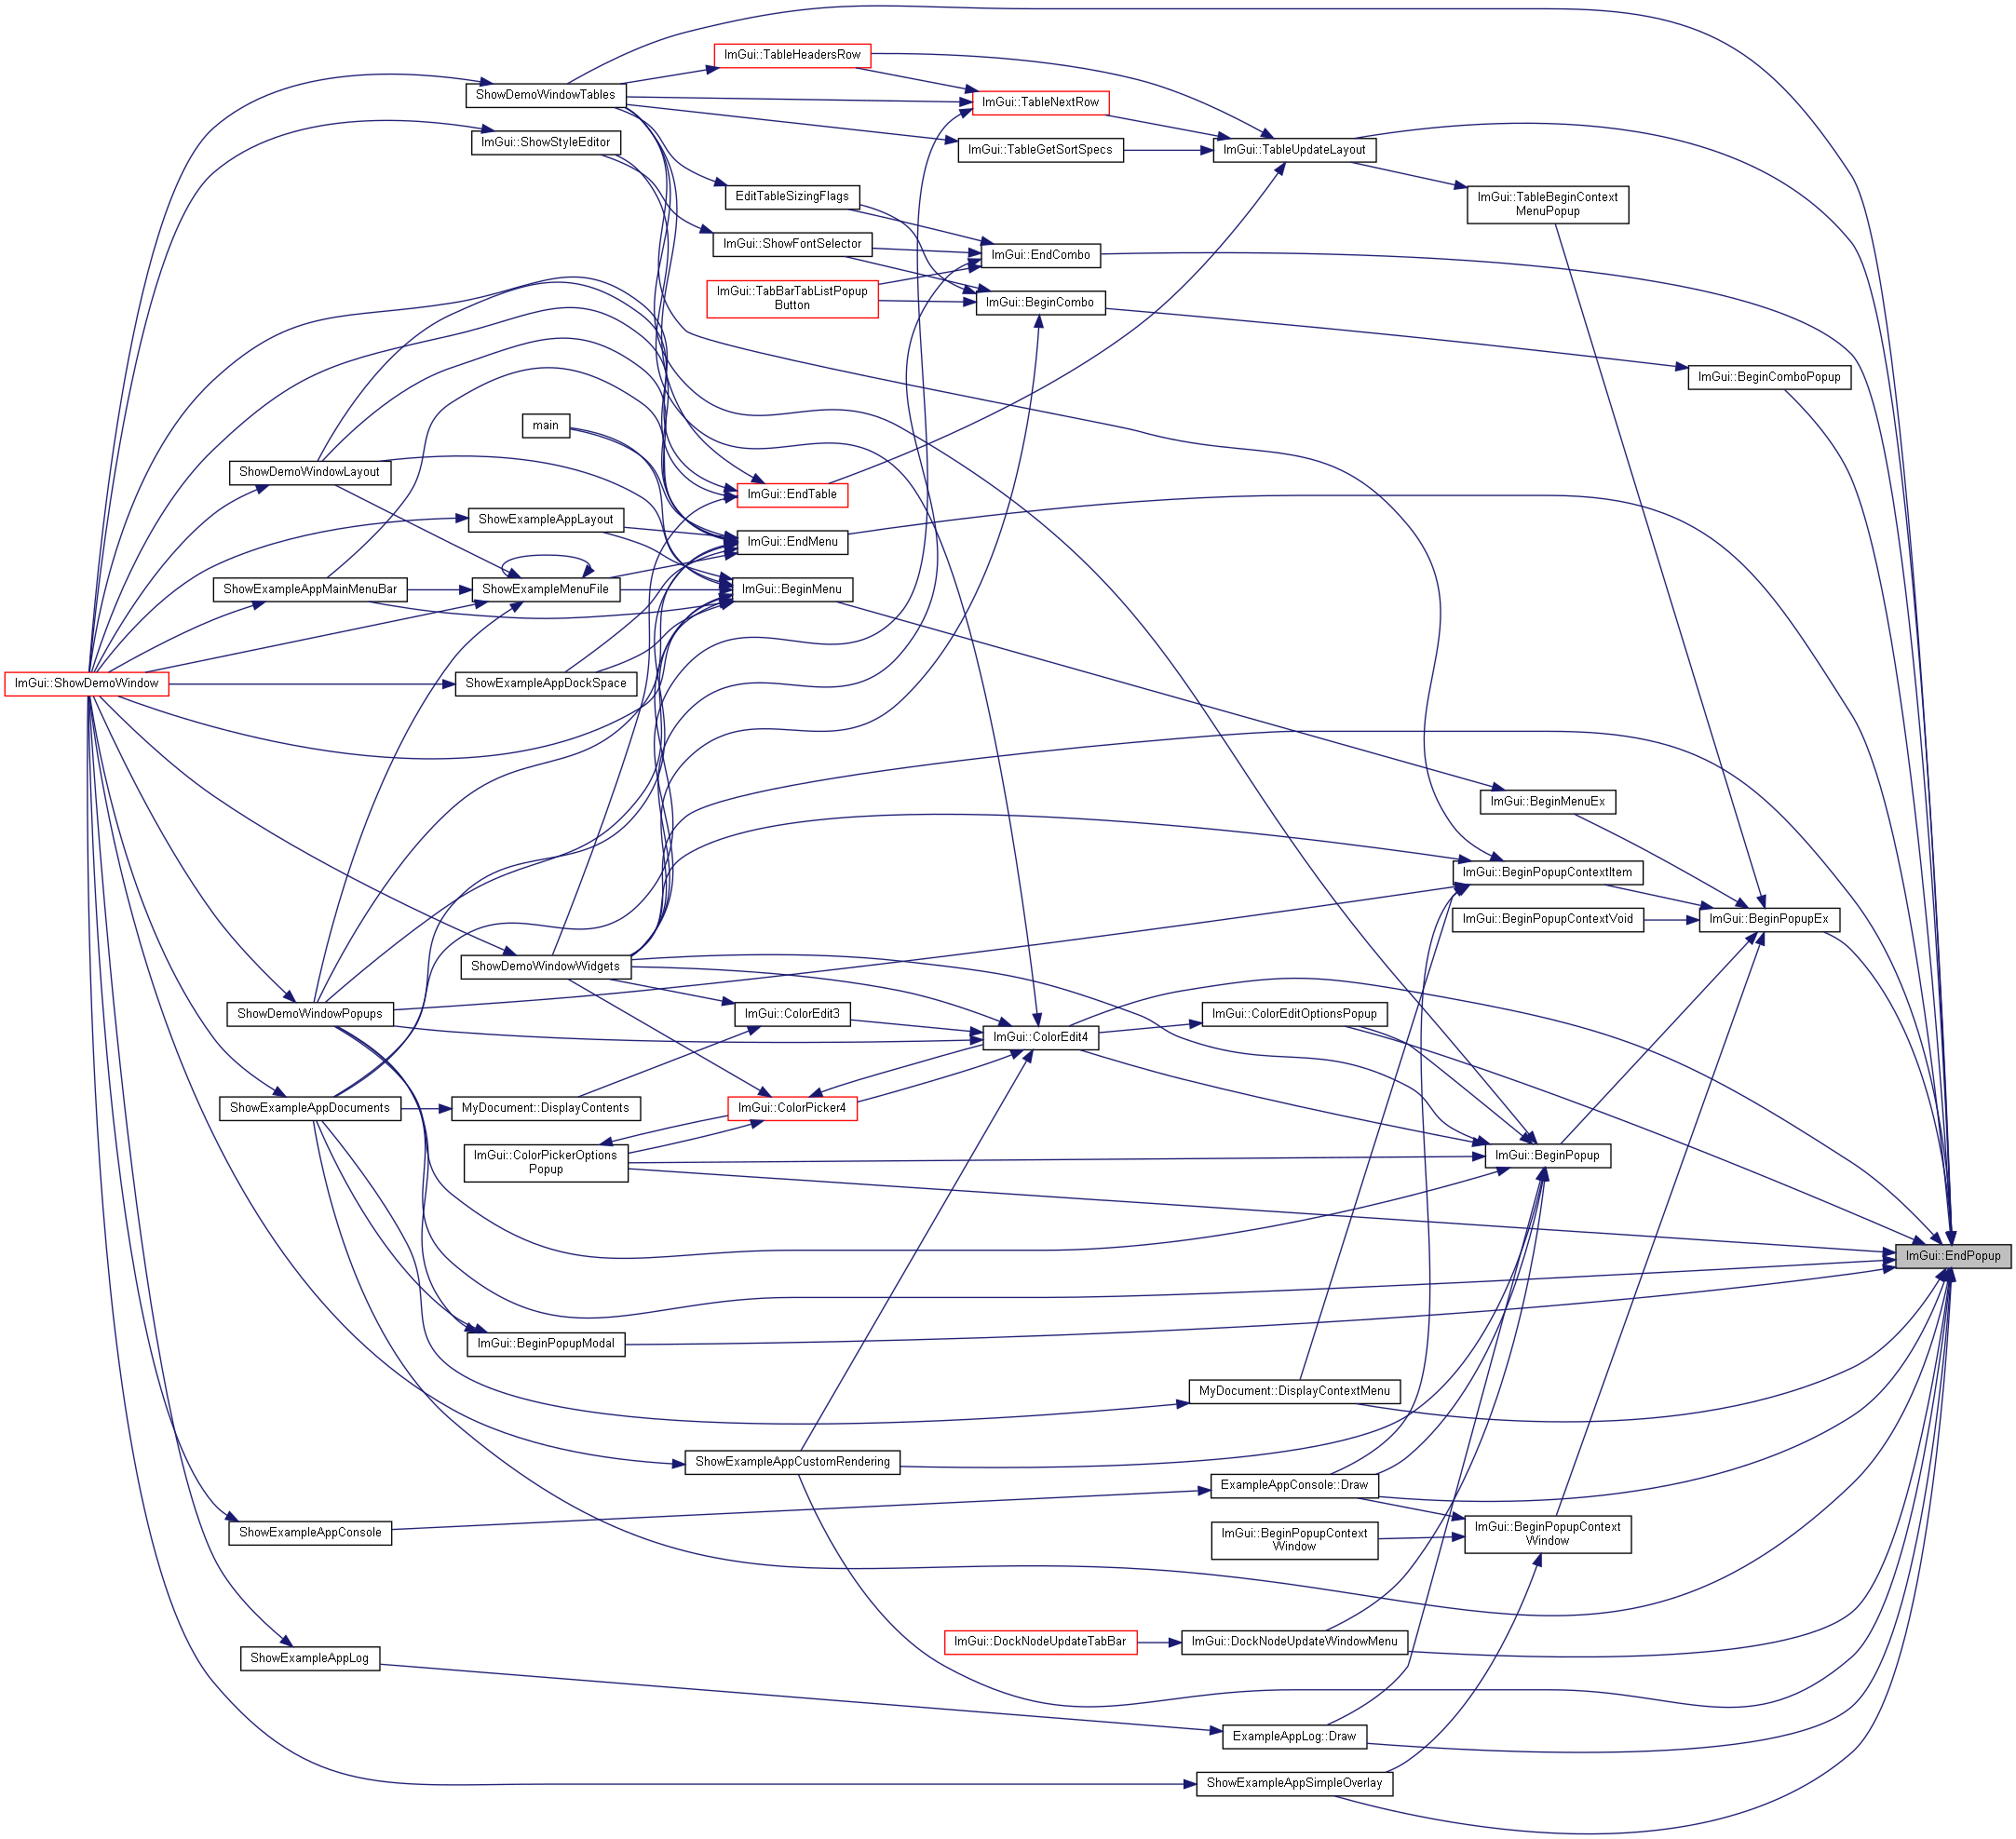 ImGui::TableHeadersRow
ShowDemoWindowTables
ImGui::TableNextRow
ImGui::ShowStyleEditor
ImGui::TableGetSortSpecs
ImGui::TableUpdateLayout
EditTableSizingFlags
ImGui::TableBeginContext
MenuPopup
ImGui::ShowFontSelector
ImGui::EndCombo
ImGui::TabBarTabListPopup
Button
ImGui::BeginCombo
ImGui::BeginComboPopup
main
ShowDemoWindowLayout
ImGui::EndTable
ShowExampleAppLayout
ImGui::EndMenu
ShowExampleAppMainMenuBar
ShowExampleMenuFile
ImGui::BeginMenu
ImGui::ShowDemoWindow
ShowExampleAppDockSpace
ImGui::BeginMenuEx
ImGui::BeginPopupContextItem
ImGui::BeginPopupContextVoid
ImGui::BeginPopupEx
ShowDemoWindowWidgets
ShowDemoWindowPopups
ImGui::ColorEdit3
ImGui::ColorEditOptionsPopup
ImGui::ColorEdit4
ShowExampleAppDocuments
MyDocument::DisplayContents
ImGui::ColorPicker4
ImGui::ColorPickerOptions
Popup
ImGui::BeginPopup
ImGui::EndPopup
ImGui::BeginPopupModal
MyDocument::DisplayContextMenu
ShowExampleAppCustomRendering
ExampleAppConsole::Draw
ShowExampleAppConsole
ImGui::BeginPopupContext
Window
ImGui::BeginPopupContext
Window
ImGui::DockNodeUpdateTabBar
ImGui::DockNodeUpdateWindowMenu
ShowExampleAppLog
ExampleAppLog::Draw
ShowExampleAppSimpleOverlay